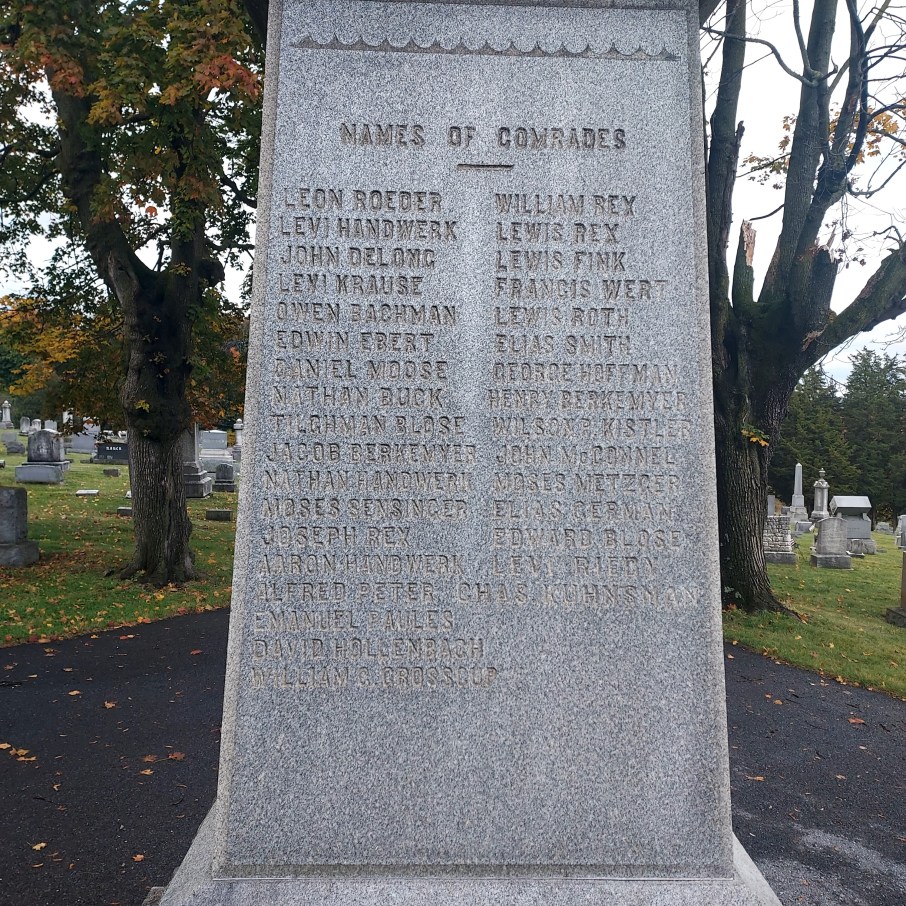 NAMES OF COMRADES
LEON ROEDER
LEVI HANDWERK
JOHN DELONG
LEVI KRAUSE
OWEN BACHMAN
EDWIN EBERT
DANIEL MOOSE
NATHAN BUCK
TILGHMAN BLOSE
JACOB BERKEMYER
NATHAN HANDWERK
MOSES SENSINGER
JOSEPH REX
AARON HANDWERK
ALFRED PETER
EMANUEL PAULES
DAVID HOLLENBACH
WILLIAM G. GROSSCUP
WILLIAM REX
LEWIS REX
LEWIS FINK
FRANCIS WERT
LEWIS ROTH
ELIAS SMITH
GEORGE HOFFMAN
HENRY BERKEMYER
WILSON P. KISTLER
JOHN McCONNEL
MOSES METZGER
ELIAS GERMAN
EDWARD BLOSE
LEVI RIEDY
CHAS. KUHNSMAN